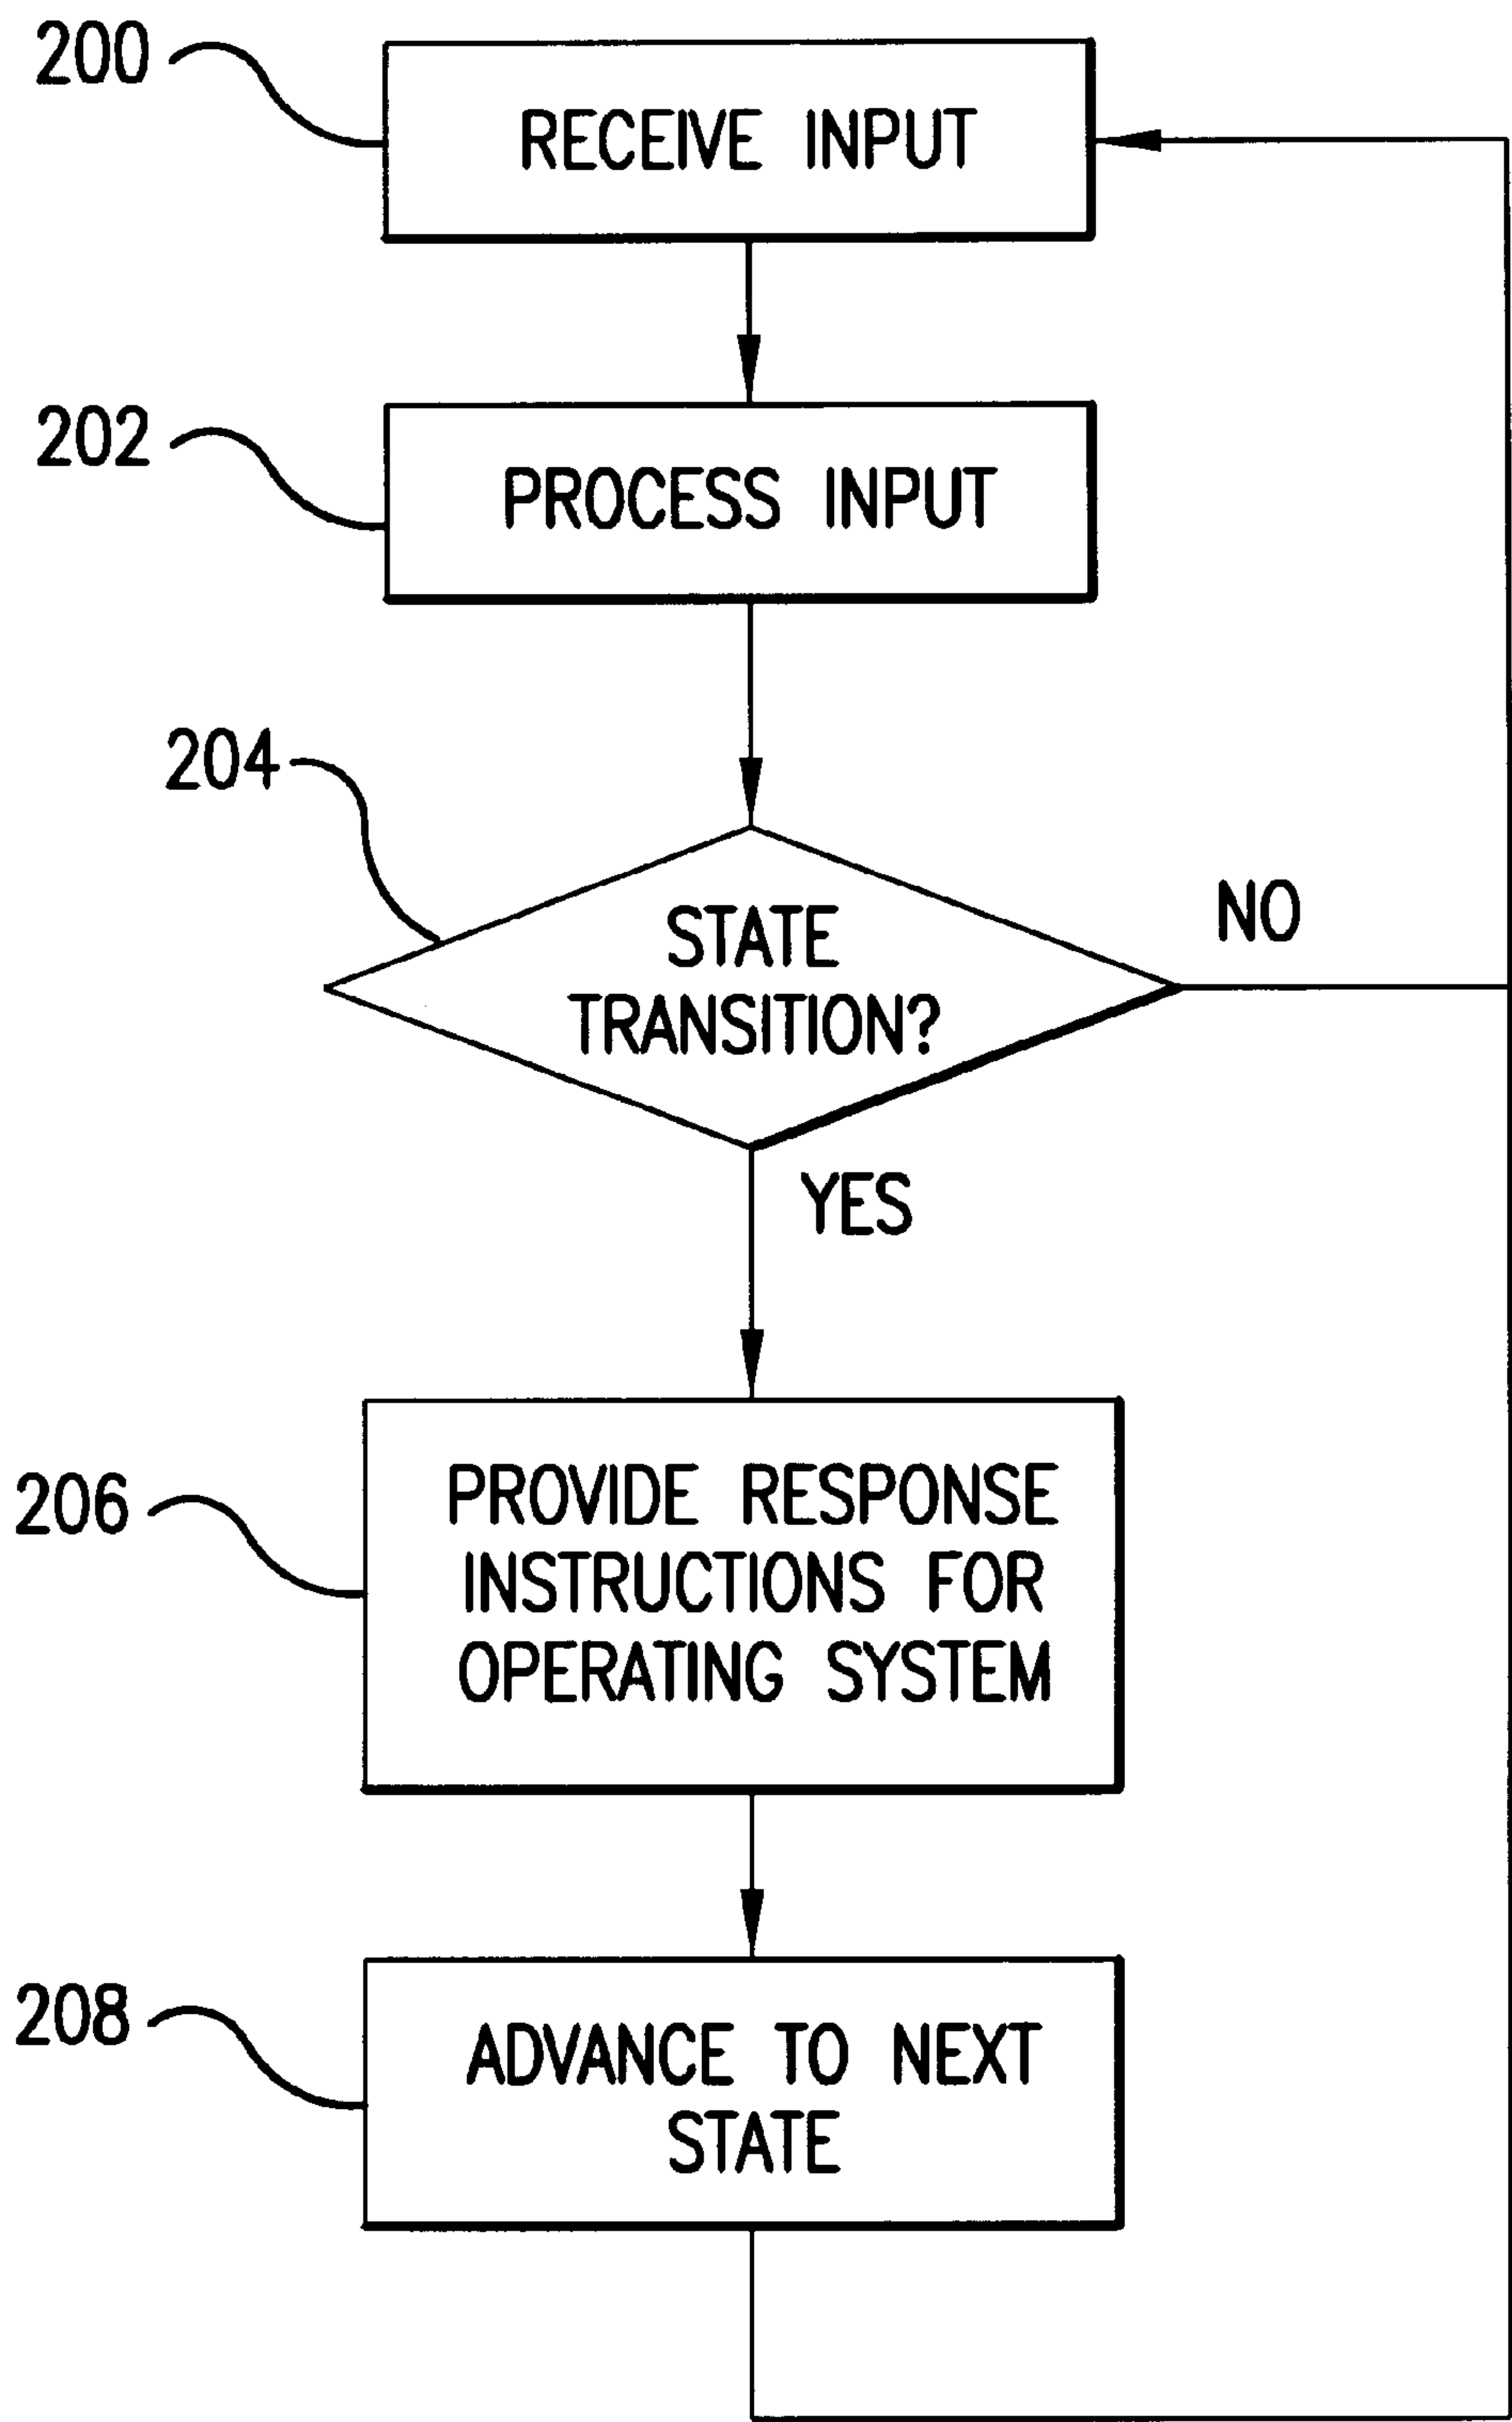 200
RECEIVE INPUT
202
PROCESS INPUT
204
STATE
TRANSITION?
NO
YES
206
PROVIDE RESPONSE
INSTRUCTIONS FOR
OPERATING SYSTEM
208
ADVANCE TO NEXT
STATE